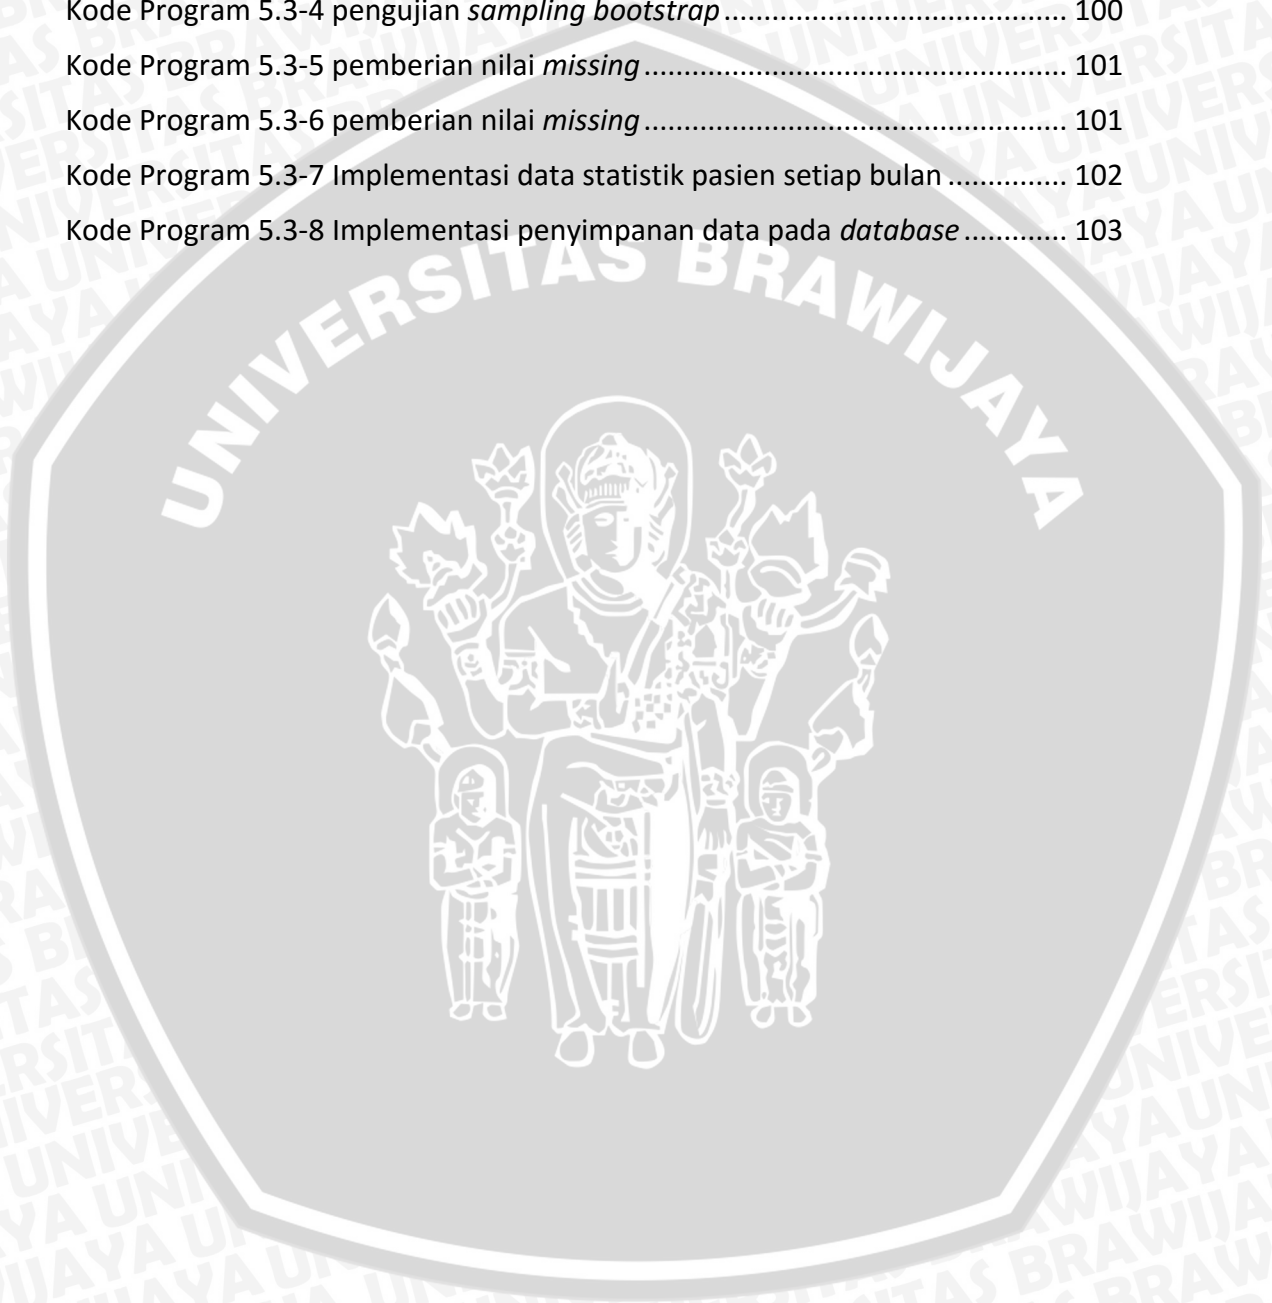 Kode Program 5.3-4 pengujian sampling bootstrap........................................... 100
Kode Program 5.3-5 pemberian nilai missing..................................................... 101
Kode Program 5.3-6 pemberian nilai missing..................................................... 101
Kode Program 5.3-7 Implementasi data statistik pasien setiap bulan ............... 102
Kode Program 5.3-8 Implementasi penyimpanan data pada database ............. 103
UNIVERSITAS BRAWIJAYA